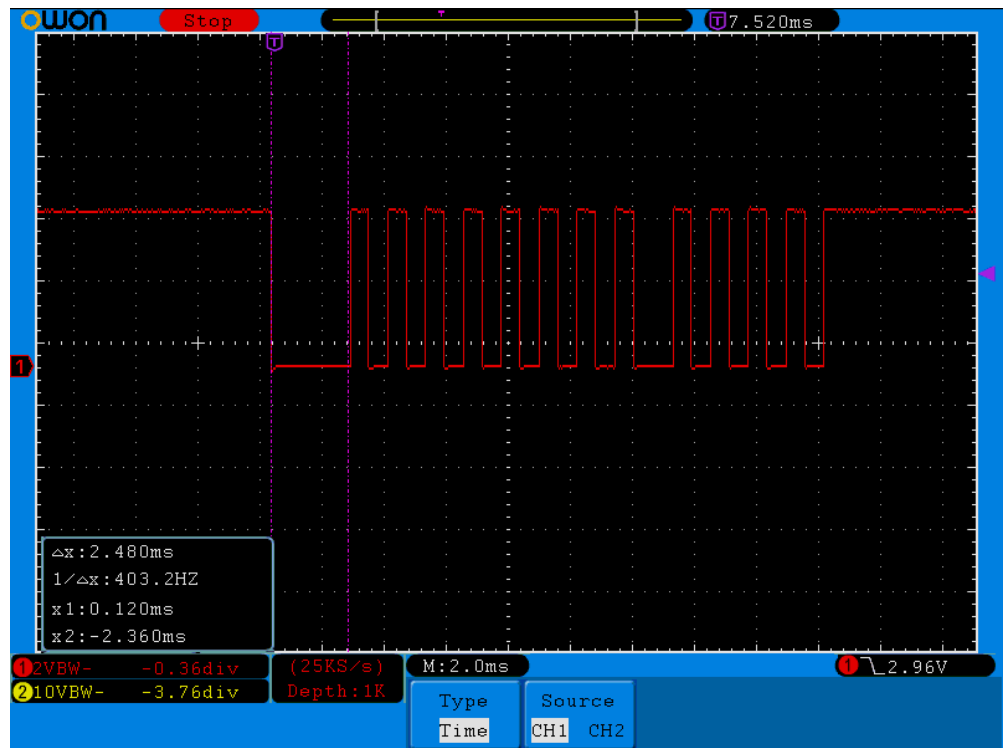 OWON Stop T 7.520ms
T
1
△x:2.480ms
1/△x:403.2HZ
x1:0.120ms
x2:-2.360ms
1 2VBW- -0.36div (25KS/s) M:2.0ms 1 2.96V
2 10VBW- -3.76div Depth:1K
Type Source
Time CH1 CH2